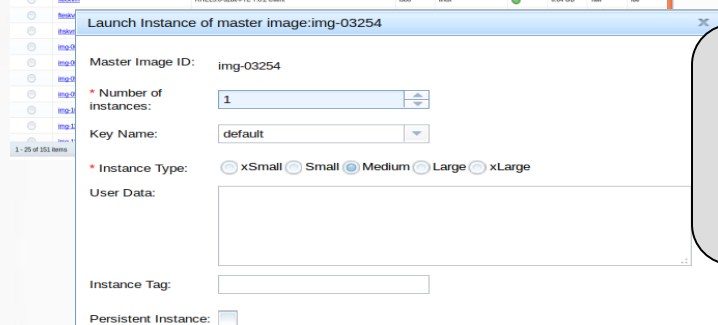 Launch Instance of master image:img-03254
Master Image ID: img-03254
* Number of
instances: 1
Key Name: default
* Instance Type: xSmall Small Medium Large xLarge
User Data:
Instance Tag:
Persistent Instance:
1 - 25 of 151 items